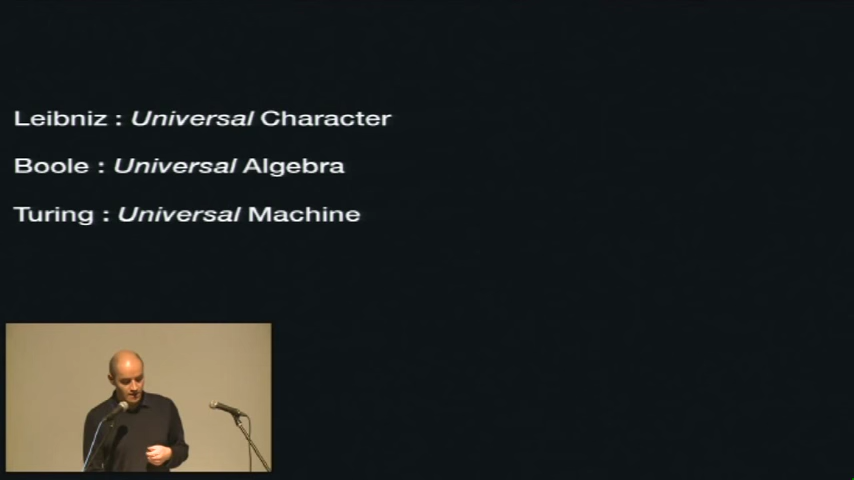 Leibniz : Universal Character
Boole : Universal Algebra
Turing : Universal Machine